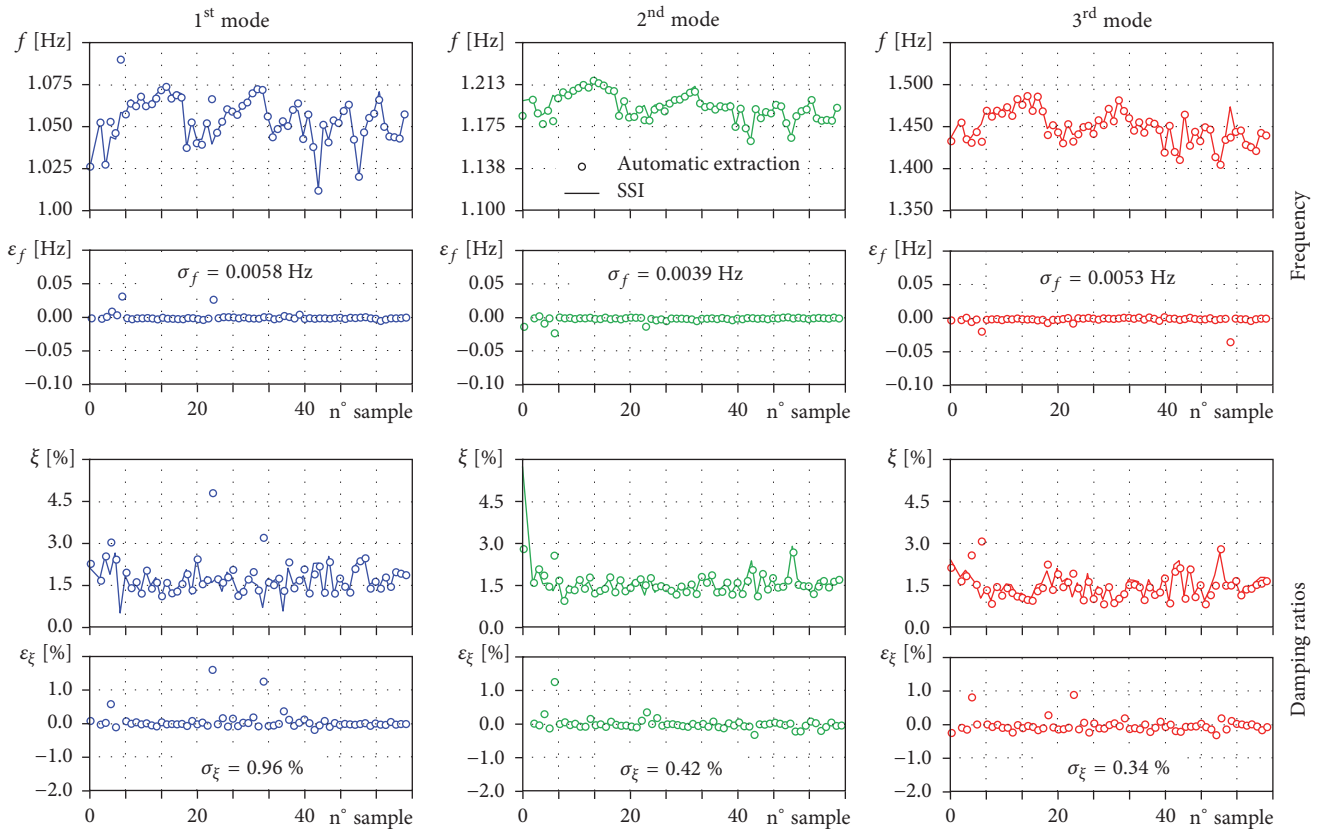 1st mode 2nd mode 3rd mode
f [Hz] f [Hz] f [Hz]
1.075 1.213 1.500
1.050 1.175 1.450
1.025 1.138 1.400
1.00 1.100 1.350
Automatic extraction
SSI
Frequency
εf [Hz] εf [Hz] εf [Hz]
σf = 0.0058 Hz σf = 0.0039 Hz σf = 0.0053 Hz
0.05 0.05 0.05
0.00 0.00 0.00
−0.05 −0.05 −0.05
−0.10 −0.10 −0.10
0 20 40 n° sample 0 20 40 n° sample 0 20 40 n° sample
ξ [%] ξ [%] ξ [%]
4.5 4.5 4.5
3.0 3.0 3.0
1.5 1.5 1.5
0.0 0.0 0.0
Damping ratios
εξ [%] εξ [%] εξ [%]
1.0 1.0 1.0
0.0 0.0 0.0
−1.0 −1.0 −1.0
σξ = 0.96 % σξ = 0.42 % σξ = 0.34 %
−2.0 −2.0 −2.0
0 20 40 n° sample 0 20 40 n° sample 0 20 40 n° sample